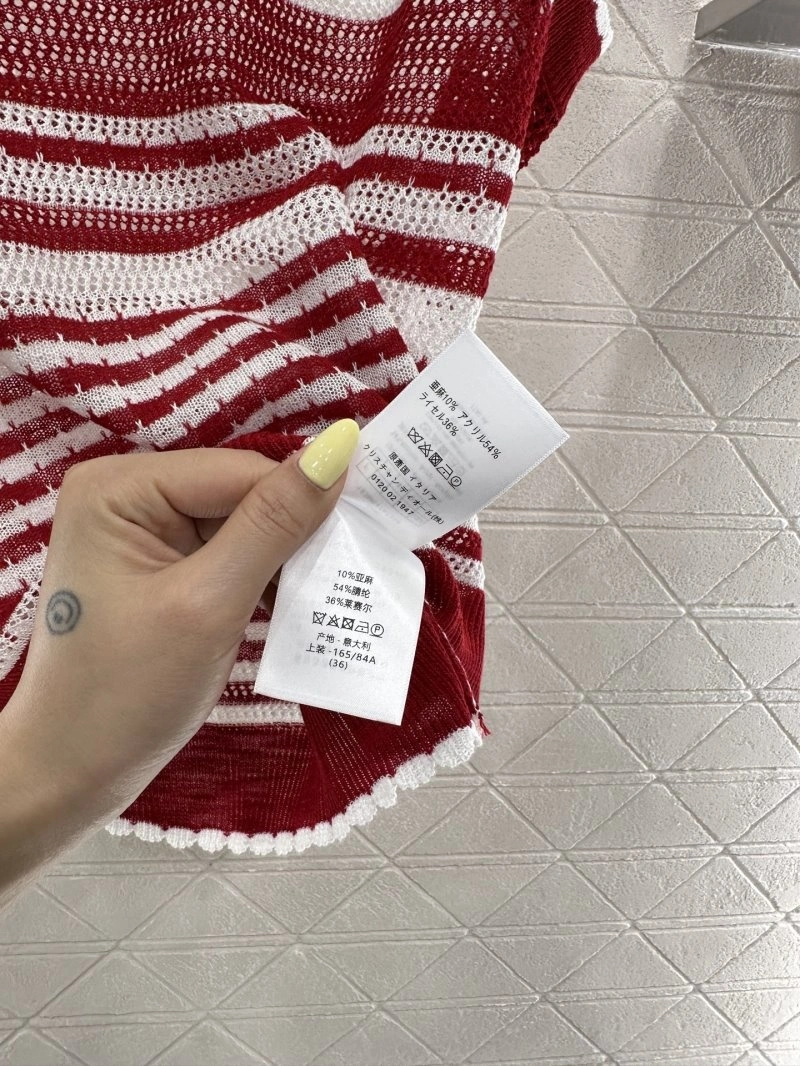 亜麻10% アクリル54%
ライセル36%
原産国 イタリア
クリスチャン・ディオール(株)
0120 02 1947
10%亚麻
54%腈纶
36%莱赛尔
P
产地 - 意大利
上装 -165/84A
(36)